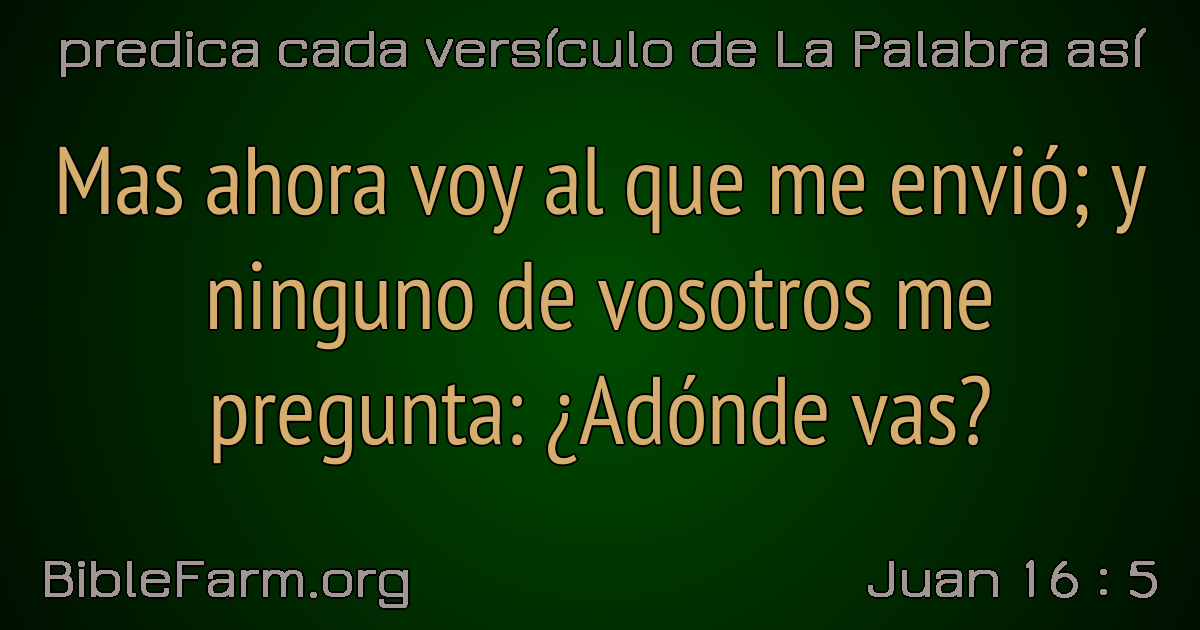 predica cada versículo de La Palabra así
Mas ahora voy al que me envió; y
ninguno de vosotros me
pregunta: ¿Adónde vas?
BibleFarm.org
Juan 16 : 5